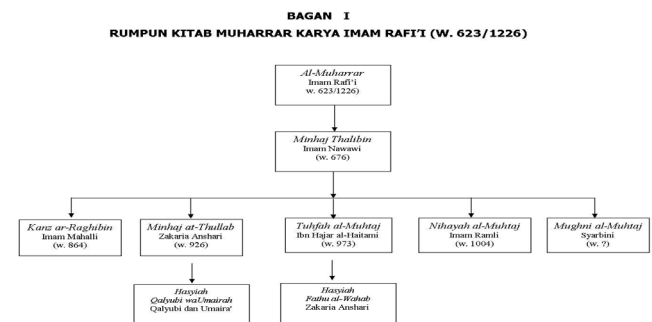 BAGAN I
RUMPUN KITAB MUHARRAR KARYA IMAM RAFI'I (W. 623/1226)
Al-Muharrar
Imam Rafi'i
w. 623/1226)
Minhaj Thalibin
Imam Nawawi
(w. 676)
Kanz ar-Raghibin
Imam Mahalli
(w. 864)
Minhaj at-Thullab
Zakaria Anshari
(w. 926)
Tuhfah al-Muhtaj
Ibn Hajar al-Haitami
(w. 973)
Nihayah al-Muhtaj
Imam Ramli
(w. 1004)
Mughni al-Muhtaj
Syarbini
(w. ?)
Hasyiah
Qalyubi waUmairah
Qalyubi dan Umaira'
Hasyiah
Fathu al-Wahab
Zakaria Anshari